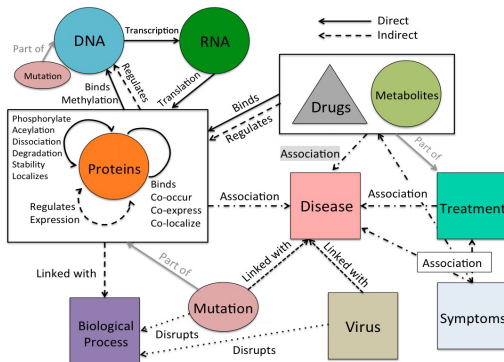 Part of
DNA
Transcription
RNA
Direct
Indirect
Mutation
Binds
Methylation
Regulates
Translation
Binds
Regulates
Drugs
Metabolites
Phosphorylate
Aceylation
Dissociation
Degradation
Stability
Localizes
Proteins
Regulates
Expression
Binds
Co-occur
Co-express
Co-localize
Association
Part of
Association
Disease
Association
Treatment
Linked with
Part of
Linked with
Linked with
Association
Biological
Process
Mutation
Disrupts
Virus
Disrupts
Symptoms